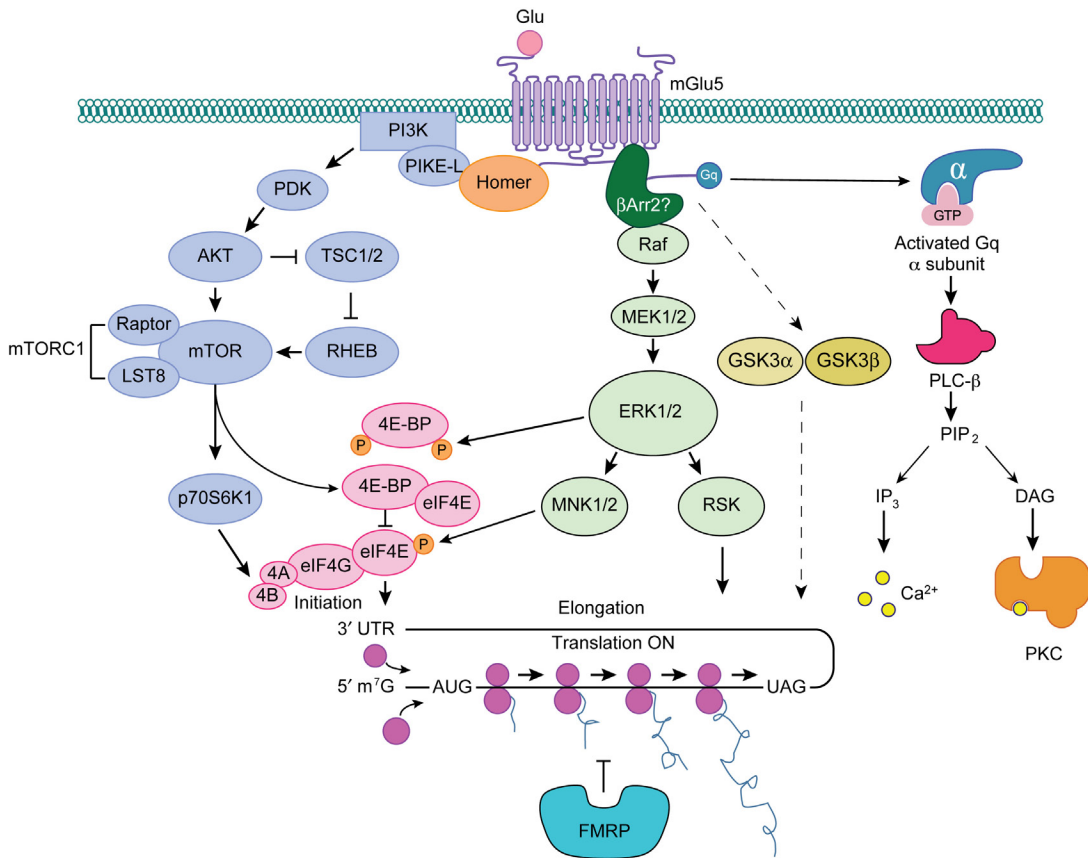 Glu
mGlu5
PI3K
PIKE-L
Homer
PDK
βArr2?
Gq
α
GTP
Raf
Activated Gq
α subunit
AKT
TSC1/2
MEK1/2
Raptor
mTORC1
mTOR
RHEB
LST8
GSK3α
GSK3β
PLC-β
ERK1/2
4E-BP
P
P
PIP₂
4E-BP
eIF4E
p70S6K1
MNK1/2
RSK
IP₃
DAG
eIF4E
P
eIF4G
4A
4B
Initiation
Ca²⁺
Elongation
3′ UTR
Translation ON
PKC
5′ m⁷G
AUG
UAG
FMRP